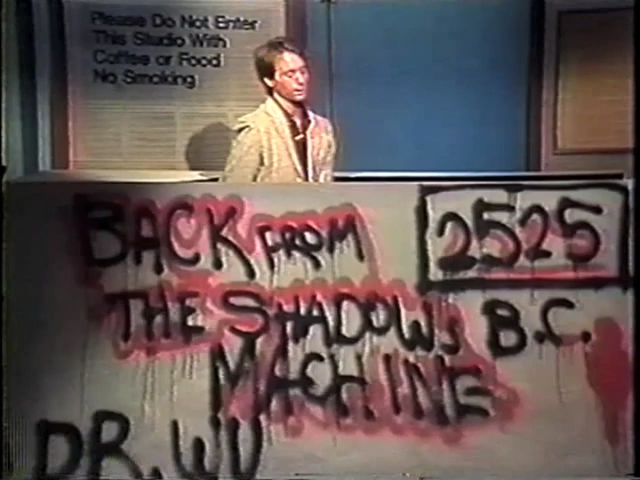 Please Do Not Enter
This Studio With
Coffee or Food
No Smoking
BACK FROM
2525
THE SHADOWS B.C.
MACHINE
DR. WU